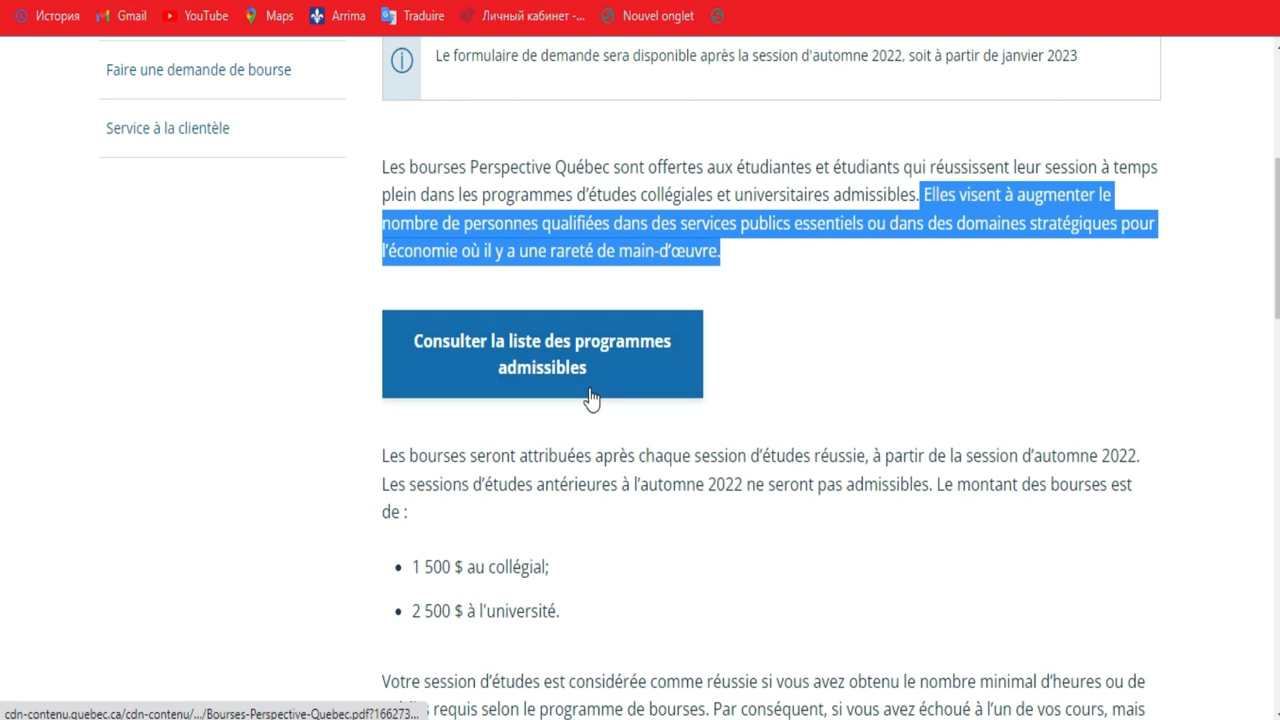 История Gmail YouTube Maps Arrima Traduire Личный кабинет -... Nouvel onglet
Faire une demande de bourse
Service à la clientèle
Le formulaire de demande sera disponible après la session d'automne 2022, soit à partir de janvier 2023
Les bourses Perspective Québec sont offertes aux étudiantes et étudiants qui réussissent leur session à temps
plein dans les programmes d’études collégiales et universitaires admissibles. Elles visent à augmenter le
nombre de personnes qualifiées dans des services publics essentiels ou dans des domaines stratégiques pour
l’économie où il y a une rareté de main-d’œuvre.
Consulter la liste des programmes
admissibles
Les bourses seront attribuées après chaque session d’études réussie, à partir de la session d’automne 2022.
Les sessions d’études antérieures à l’automne 2022 ne seront pas admissibles. Le montant des bourses est
de :
• 1 500 $ au collégial;
• 2 500 $ à l'université.
Votre session d’études est considérée comme réussie si vous avez obtenu le nombre minimal d’heures ou de
requis selon le programme de bourses. Par conséquent, si vous avez échoué à l’un de vos cours, mais
cdn-contenu.quebec.ca/cdn-contenu/.../Bourses-Perspective-Quebec.pdf?166273...